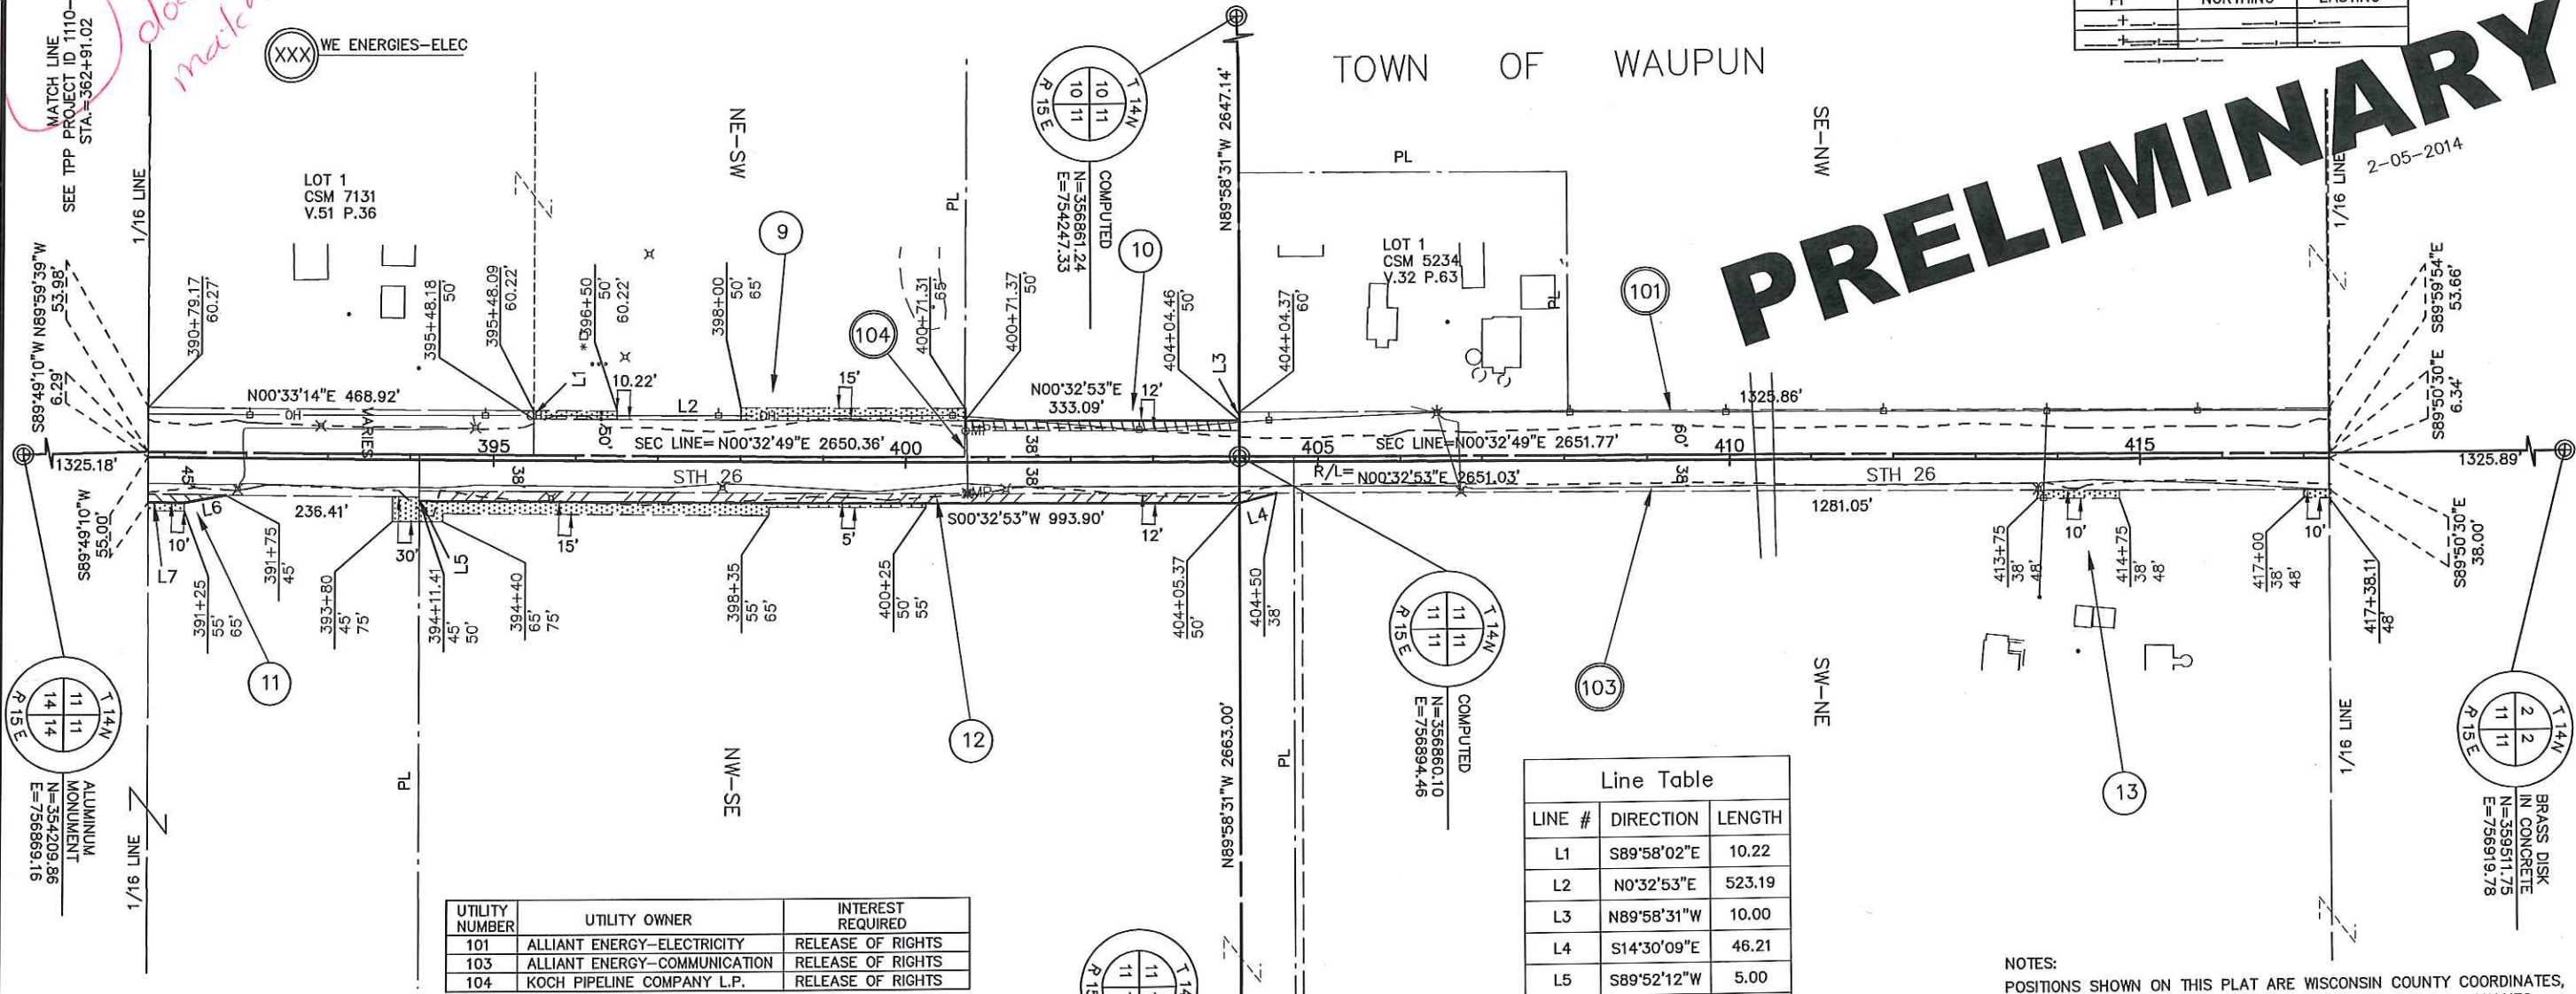 MATCH LINE
SEE TPP PROJECT ID 1110-
STA.=362+91.02
XXX WE ENERGIES-ELEC
TOWN OF WAUPUN
PI NORTHING EASTING
PRELIMINARY
2-05-2014
1/16 LINE
LOT 1
CSM 7131
V.51 P.36
NE-SW
PL
T 14N
10 11
10 11
R 15 E
COMPUTED
N=356861.24
E=754247.33
N89°58'31"W 2647.14'
PL
LOT 1
CSM 5234
V.32 P.63
PL
SE-NW
1/16 LINE
N89°59'39"W
53.98'
S89°49'10"W
6.29'
390+79.17
60.27'
395+48.18
50'
395+48.09
60.22'
396+50
50'
60.22'
398+00
50'
65'
9
104
400+71.31
65'
400+71.37
50'
10
404+04.46
50'
L3
404+04.37
60'
101
S89°59'54"E
53.66'
S89°50'30"E
6.34'
N00°33'14"E 468.92'
OH
VARIES
L1
10.22'
L2
15'
OH
N00°32'53"E
333.09'
12'
1325.86'
1325.18'
395
50'
SEC LINE= N00°32'49"E 2650.36'
400
MP
38'
405
SEC LINE=N00°32'49"E 2651.77'
60'
410
415
1325.89'
45'
38'
STH 26
MP
38'
R/L= N00°32'53"E 2651.03'
38'
STH 26
S89°49'10"W
55.00'
L7
10'
L6
236.41'
30'
L5
15'
5'
S00°32'53"W 993.90'
12'
L4
1281.05'
10'
10'
S89°50'30"E
38.00'
391+25
55'
65'
391+75
45'
393+80
45'
75'
394+11.41
45'
50'
394+40
65'
75'
398+35
55'
65'
400+25
50'
55'
404+05.37
50'
404+50
38'
413+75
38'
48'
414+75
38'
48'
417+00
38'
48'
417+38.11
48'
11
12
103
13
T 14N
11 11
14 14
R 15 E
ALUMINUM
MONUMENT
N=354209.86
E=756869.16
1/16 LINE
PL
NW-SE
N89°58'31"W 2663.00'
PL
T 14N
11 11
11 11
R 15 E
COMPUTED
N=356860.10
E=756894.46
SW-NE
1/16 LINE
T 14N
2 2
11 11
R 15 E
BRASS DISK
IN CONCRETE
N=359511.75
E=756919.78
UTILITY NUMBER UTILITY OWNER INTEREST REQUIRED
101 ALLIANT ENERGY-ELECTRICITY RELEASE OF RIGHTS
103 ALLIANT ENERGY-COMMUNICATION RELEASE OF RIGHTS
104 KOCH PIPELINE COMPANY L.P. RELEASE OF RIGHTS
11 11
Line Table
LINE # DIRECTION LENGTH
L1 S89°58'02"E 10.22
L2 N0°32'53"E 523.19
L3 N89°58'31"W 10.00
L4 S14°30'09"E 46.21
L5 S89°52'12"W 5.00
NOTES:
POSITIONS SHOWN ON THIS PLAT ARE WISCONSIN COUNTY COORDINATES,